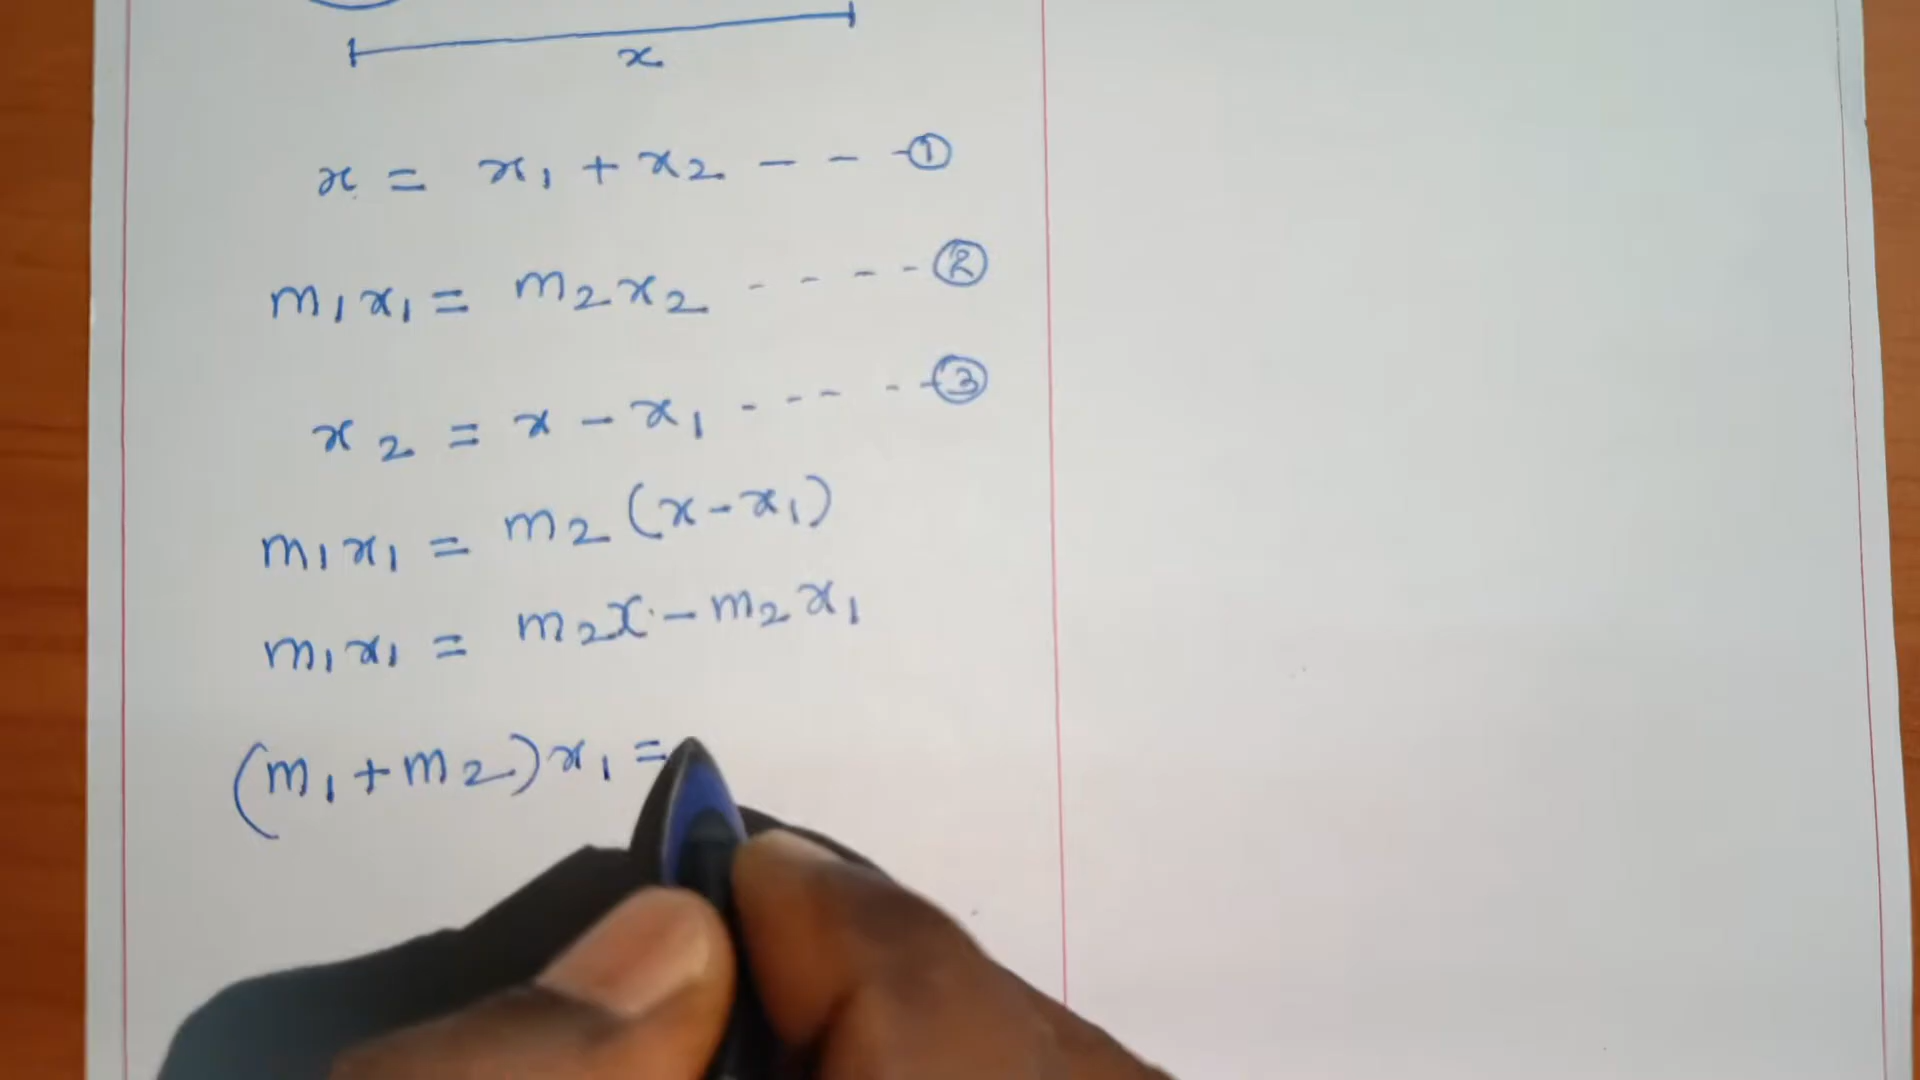 x
x = x₁ + x₂ - - - ①
m₁x₁ = m₂x₂ - - - - ②
x₂ = x - x₁ - - - - - ③
m₁x₁ = m₂ (x - x₁)
m₁x₁ = m₂x - m₂x₁
(m₁ + m₂)x₁ =